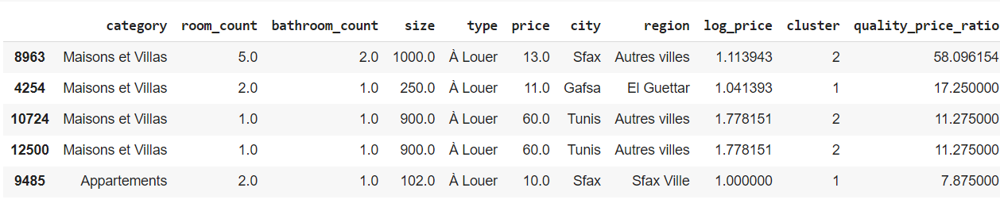 category room_count bathroom_count size type price city region log_price cluster quality_price_ratio
8963 Maisons et Villas 5.0 2.0 1000.0 À Louer 13.0 Sfax Autres villes 1.113943 2 58.096154
4254 Maisons et Villas 2.0 1.0 250.0 À Louer 11.0 Gafsa El Guettar 1.041393 1 17.250000
10724 Maisons et Villas 1.0 1.0 900.0 À Louer 60.0 Tunis Autres villes 1.778151 2 11.275000
12500 Maisons et Villas 1.0 1.0 900.0 À Louer 60.0 Tunis Autres villes 1.778151 2 11.275000
9485 Appartements 2.0 1.0 102.0 À Louer 10.0 Sfax Sfax Ville 1.000000 1 7.875000